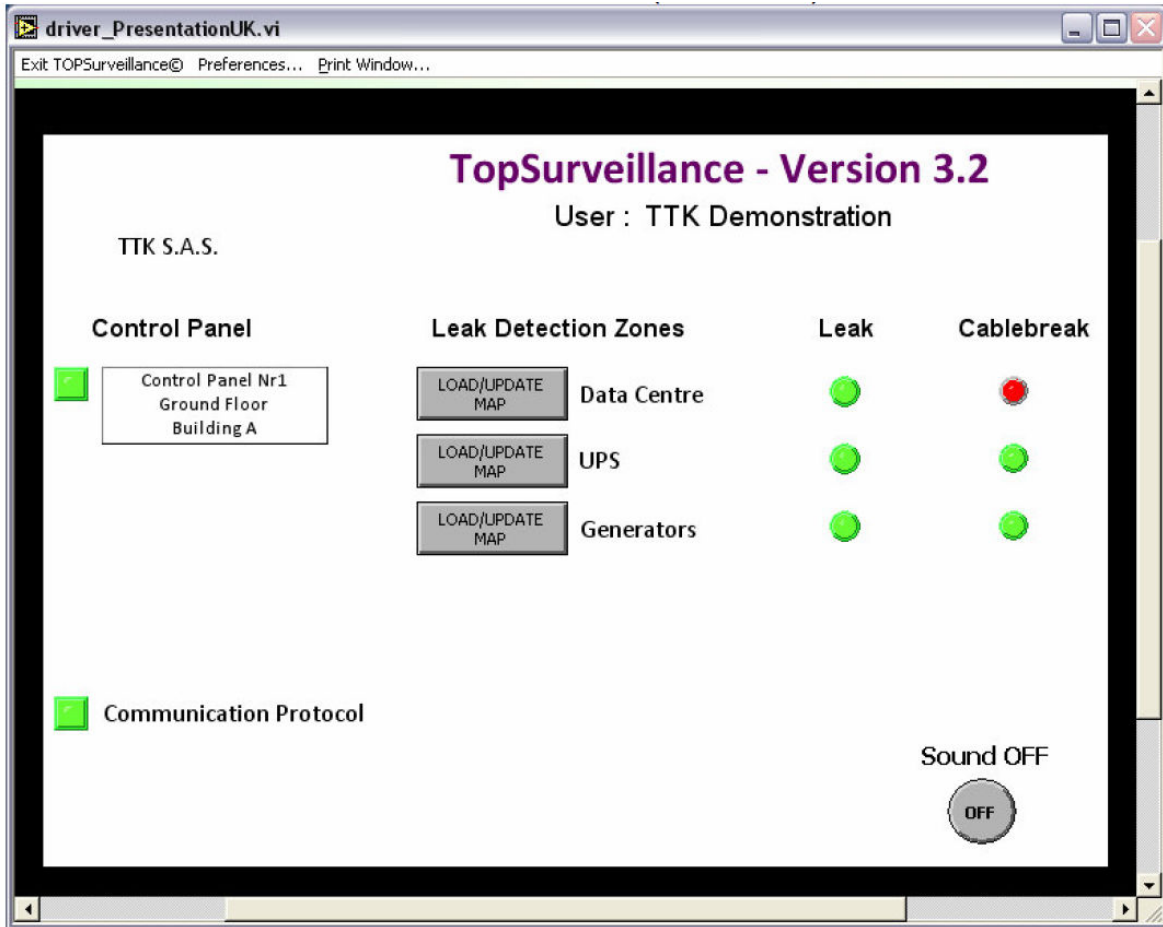 driver_PresentationUK.vi
Exit TOPSurveillance© Preferences... Print Window...
TopSurveillance - Version 3.2
User : TTK Demonstration
TTK S.A.S.
Control Panel
Leak Detection Zones
Leak
Cablebreak
Control Panel Nr1
Ground Floor
Building A
LOAD/UPDATE
MAP
Data Centre
LOAD/UPDATE
MAP
UPS
LOAD/UPDATE
MAP
Generators
Communication Protocol
Sound OFF
OFF